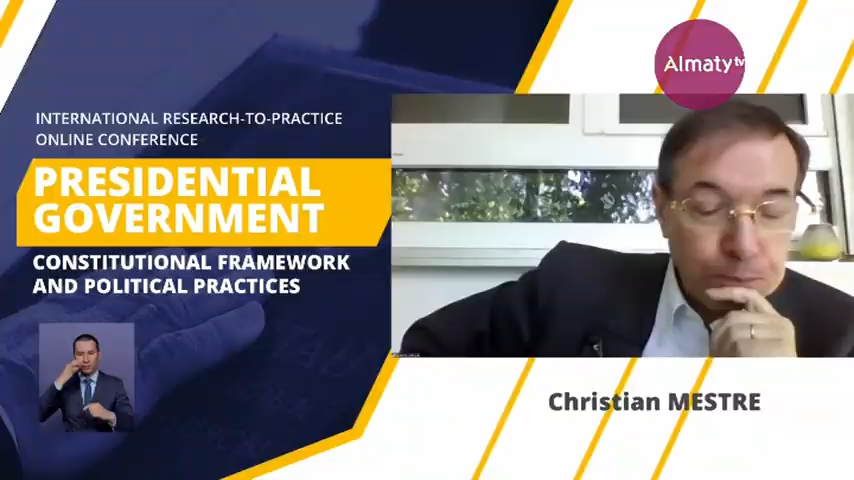 Almaty tv
INTERNATIONAL RESEARCH-TO-PRACTICE
ONLINE CONFERENCE
PRESIDENTIAL
GOVERNMENT
CONSTITUTIONAL FRAMEWORK
AND POLITICAL PRACTICES
Christian MESTRE